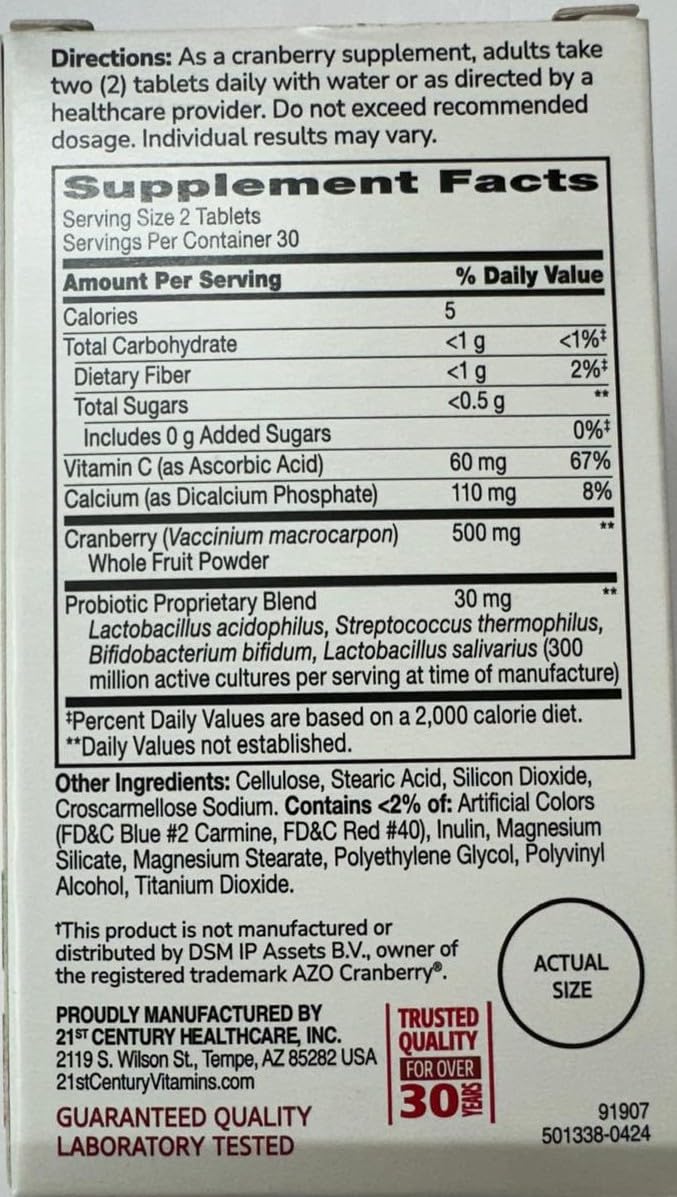 Directions: As a cranberry supplement, adults take
two (2) tablets daily with water or as directed by a
healthcare provider. Do not exceed recommended
dosage. Individual results may vary.
Supplement Facts
Serving Size 2 Tablets
Servings Per Container 30
Amount Per Serving % Daily Value
Calories 5
Total Carbohydrate <1 g <1%‡
Dietary Fiber <1 g 2%‡
Total Sugars <0.5 g **
Includes 0 g Added Sugars 0%‡
Vitamin C (as Ascorbic Acid) 60 mg 67%
Calcium (as Dicalcium Phosphate) 110 mg 8%
Cranberry (Vaccinium macrocarpon) 500 mg **
Whole Fruit Powder
Probiotic Proprietary Blend 30 mg **
Lactobacillus acidophilus, Streptococcus thermophilus,
Bifidobacterium bifidum, Lactobacillus salivarius (300
million active cultures per serving at time of manufacture)
‡Percent Daily Values are based on a 2,000 calorie diet.
**Daily Values not established.
Other Ingredients: Cellulose, Stearic Acid, Silicon Dioxide,
Croscarmellose Sodium. Contains <2% of: Artificial Colors
(FD&C Blue #2 Carmine, FD&C Red #40), Inulin, Magnesium
Silicate, Magnesium Stearate, Polyethylene Glycol, Polyvinyl
Alcohol, Titanium Dioxide.
†This product is not manufactured or
distributed by DSM IP Assets B.V., owner of
the registered trademark AZO Cranberry®.
PROUDLY MANUFACTURED BY
21ST CENTURY HEALTHCARE, INC.
2119 S. Wilson St., Tempe, AZ 85282 USA
21stCenturyVitamins.com
GUARANTEED QUALITY
LABORATORY TESTED
TRUSTED
QUALITY
FOR OVER
30 YEARS
ACTUAL
SIZE
91907
501338-0424